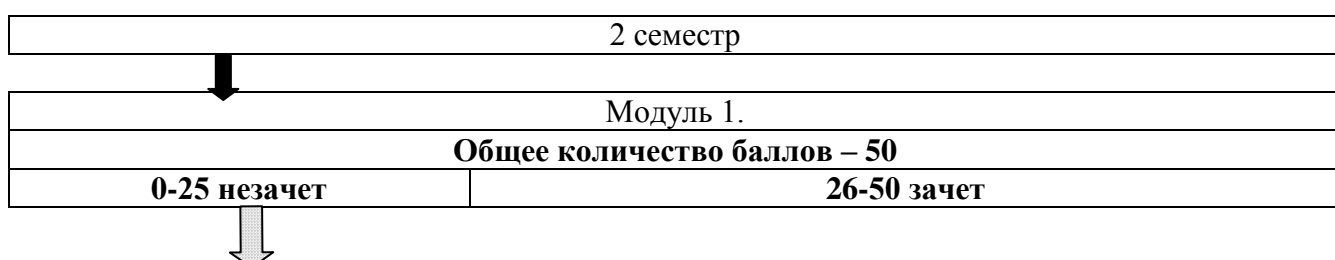 2 семестр
Модуль 1.
Общее количество баллов – 50
0-25 незачет 26-50 зачет